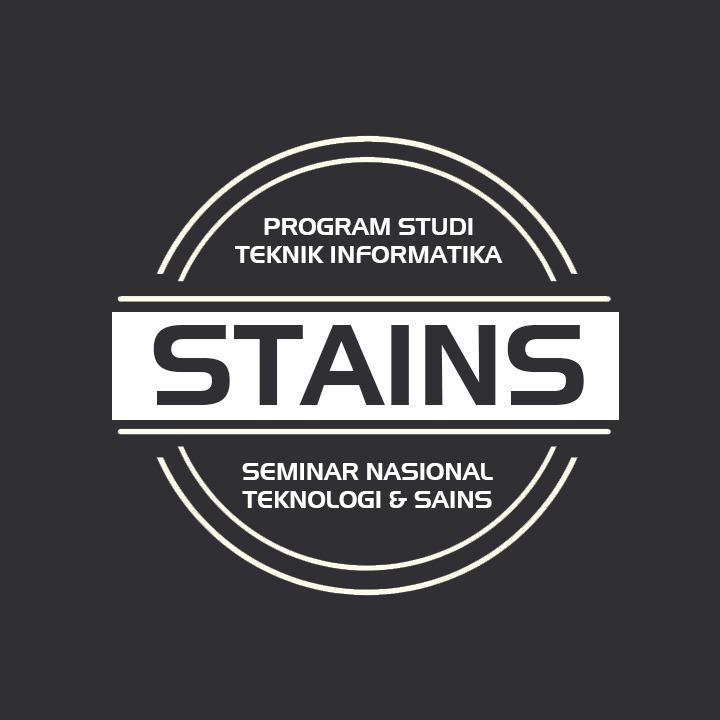 PROGRAM STUDI
TEKNIK INFORMATIKA
STAINS
SEMINAR NASIONAL
TEKNOLOGI & SAINS